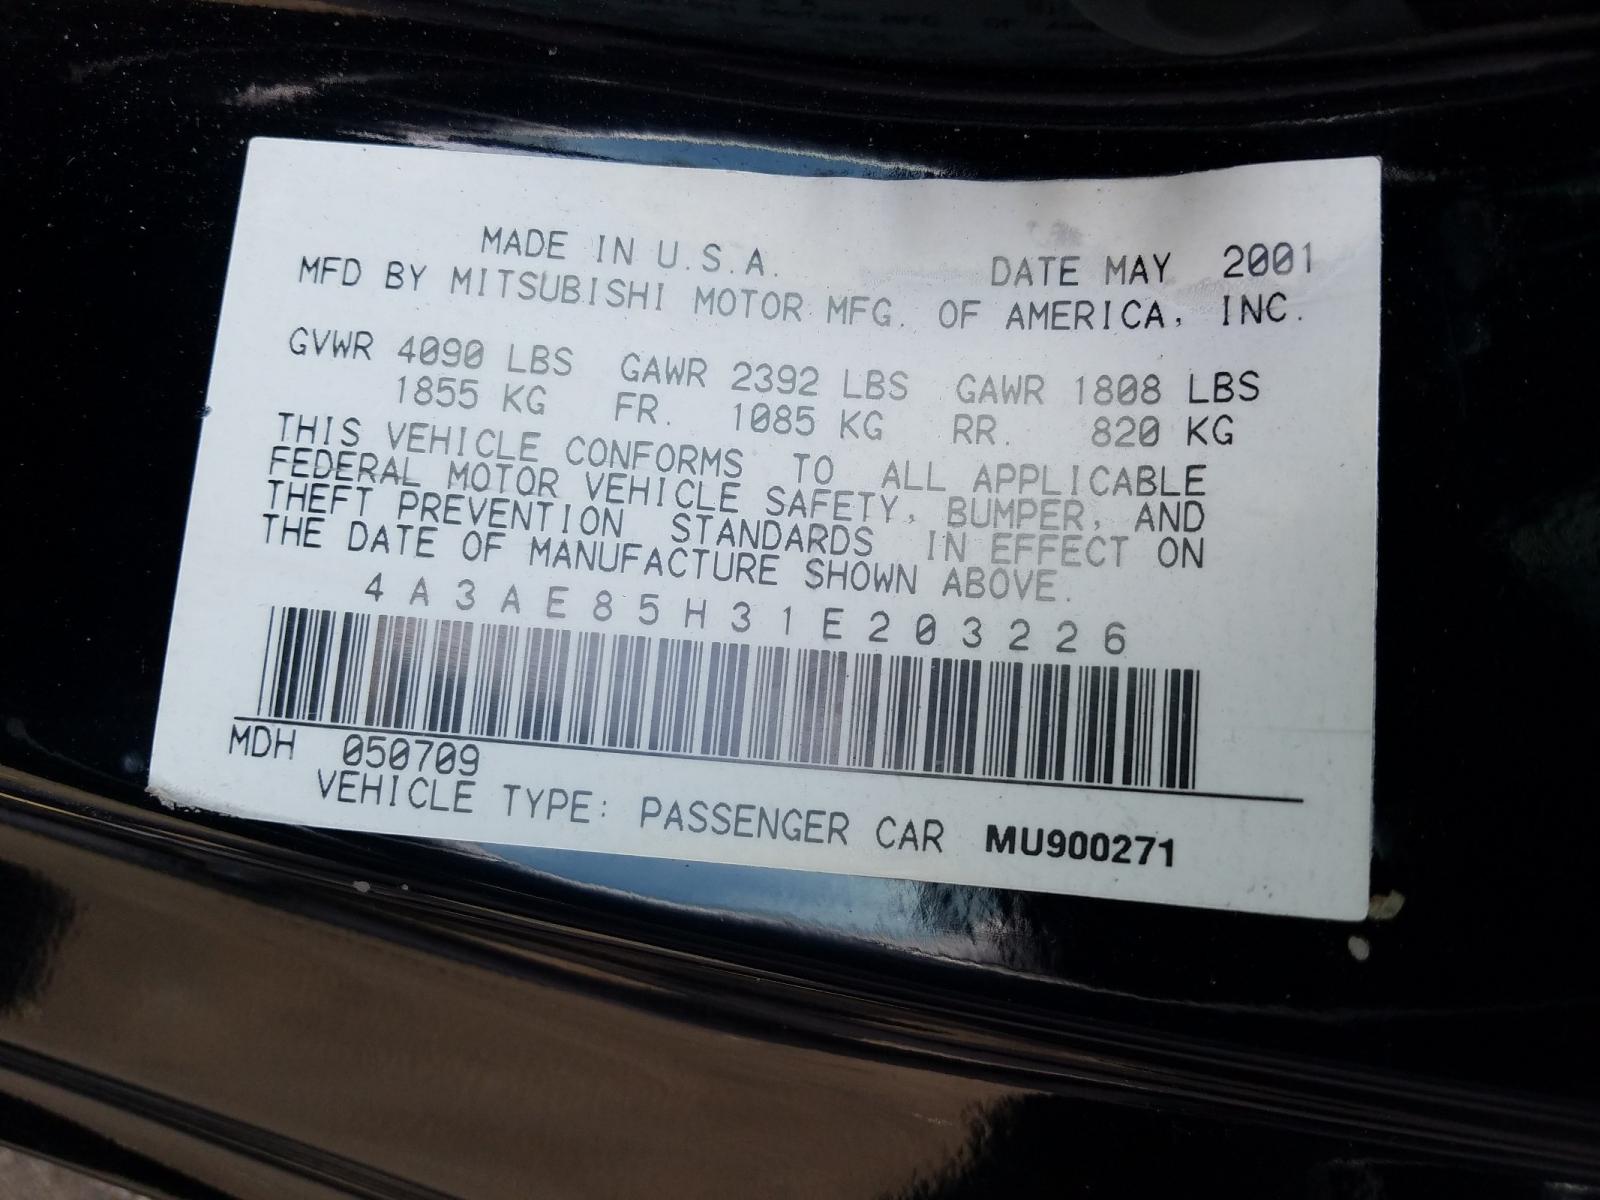 MADE IN U.S.A. DATE MAY 2001
MFD BY MITSUBISHI MOTOR MFG. OF AMERICA, INC.
GVWR 4090 LBS GAWR 2392 LBS GAWR 1808 LBS
1855 KG FR. 1085 KG RR. 820 KG
THIS VEHICLE CONFORMS TO ALL APPLICABLE
FEDERAL MOTOR VEHICLE SAFETY, BUMPER, AND
THEFT PREVENTION STANDARDS IN EFFECT ON
THE DATE OF MANUFACTURE SHOWN ABOVE.
4A3AE85H31E203226
MDH 050709
VEHICLE TYPE: PASSENGER CAR MU900271